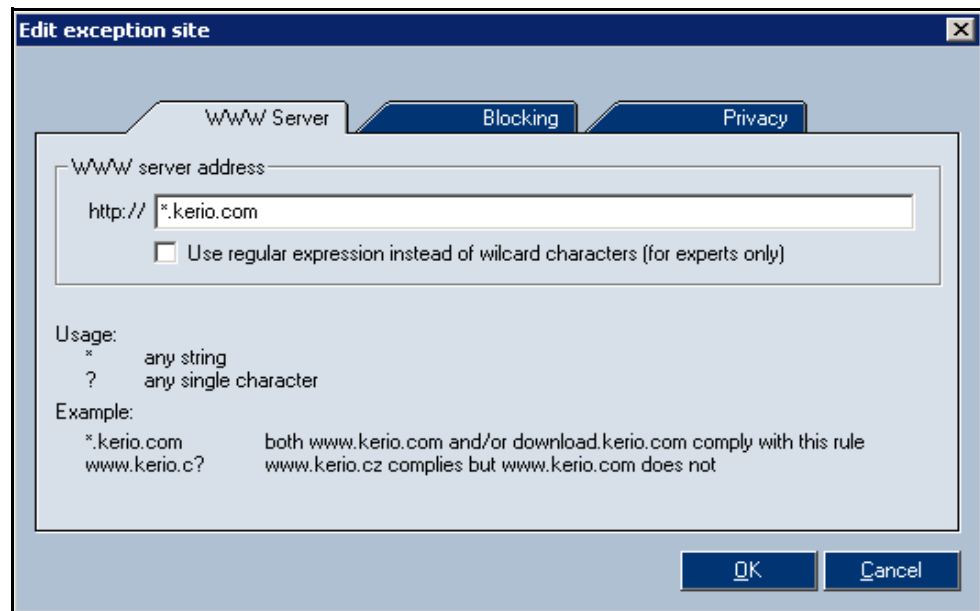 Edit exception site
WWW Server Blocking Privacy
WWW server address
http:// *.kerio.com
Use regular expression instead of wilcard characters (for experts only)
Usage:
* any string
? any single character
Example:
*.kerio.com both www.kerio.com and/or download.kerio.com comply with this rule
www.kerio.c? www.kerio.cz complies but www.kerio.com does not
OK Cancel